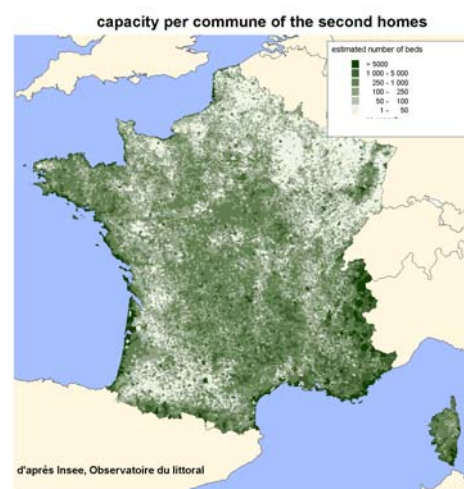 capacity per commune of the second homes
estimated number of beds
> 5000
1 000 - 5 000
250 - 1 000
100 - 250
50 - 100
1 - 50
d'après Insee, Observatoire du littoral